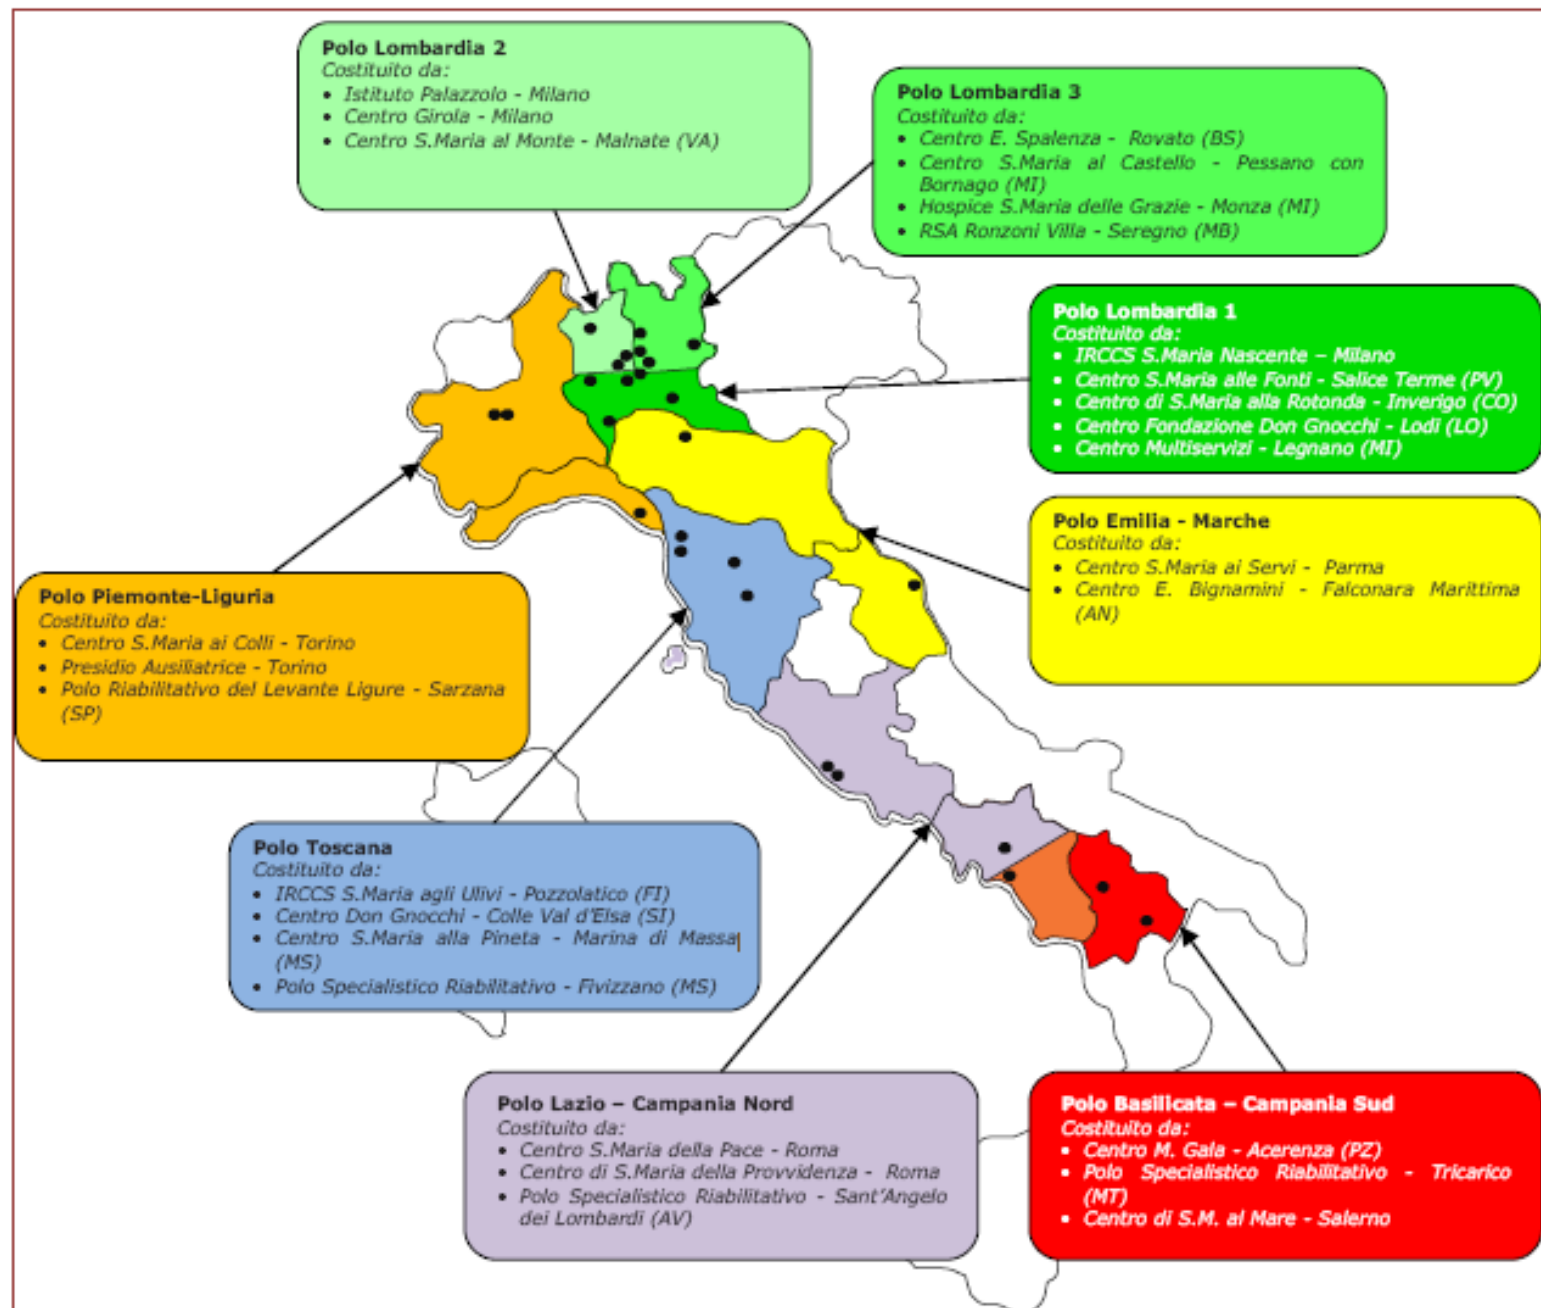 Polo Lombardia 2
Costituito da:
• Istituto Palazzolo - Milano
• Centro Girola - Milano
• Centro S.Maria al Monte - Malnate (VA)
Polo Lombardia 3
Costituito da:
• Centro E. Spalenza - Rovato (BS)
• Centro S.Maria al Castello - Pessano con
Bornago (MI)
• Hospice S.Maria delle Grazie - Monza (MI)
• RSA Ronzoni Villa - Seregno (MB)
Polo Lombardia 1
Costituito da:
• IRCCS S.Maria Nascente – Milano
• Centro S.Maria alle Fonti - Salice Terme (PV)
• Centro di S.Maria alla Rotonda - Inverigo (CO)
• Centro Fondazione Don Gnocchi - Lodi (LO)
• Centro Multiservizi - Legnano (MI)
Polo Emilia - Marche
Costituito da:
• Centro S.Maria ai Servi - Parma
• Centro E. Bignamini - Falconara Marittima
(AN)
Polo Piemonte-Liguria
Costituito da:
• Centro S.Maria ai Colli - Torino
• Presidio Ausiliatrice - Torino
• Polo Riabilitativo del Levante Ligure - Sarzana
(SP)
Polo Toscana
Costituito da:
• IRCCS S.Maria agli Ulivi - Pozzolatico (FI)
• Centro Don Gnocchi - Colle Val d'Elsa (SI)
• Centro S.Maria alla Pineta - Marina di Massa
(MS)
• Polo Specialistico Riabilitativo - Fivizzano (MS)
Polo Lazio – Campania Nord
Costituito da:
• Centro S.Maria della Pace - Roma
• Centro di S.Maria della Provvidenza - Roma
• Polo Specialistico Riabilitativo - Sant'Angelo
dei Lombardi (AV)
Polo Basilicata – Campania Sud
Costituito da:
• Centro M. Gala - Acerenza (PZ)
• Polo Specialistico Riabilitativo - Tricarico
(MT)
• Centro di S.M. al Mare - Salerno